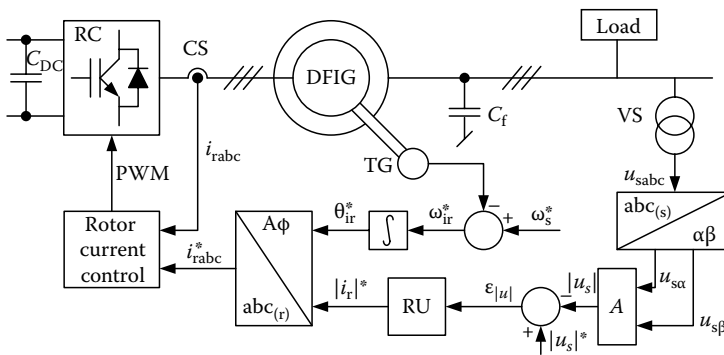 RC
CS
Load
C_DC
DFIG
C_f
VS
TG
i_rabc
u_sabc
PWM
abc_(s)
αβ
Rotor
current
control
i*_rabc
θ*_ir
Aϕ
abc_(r)
∫
ω*_ir
−
+
ω*_s
|i_r|*
RU
ε_|u|
−
|u_s|
A
u_sα
u_sβ
+
|u_s|*